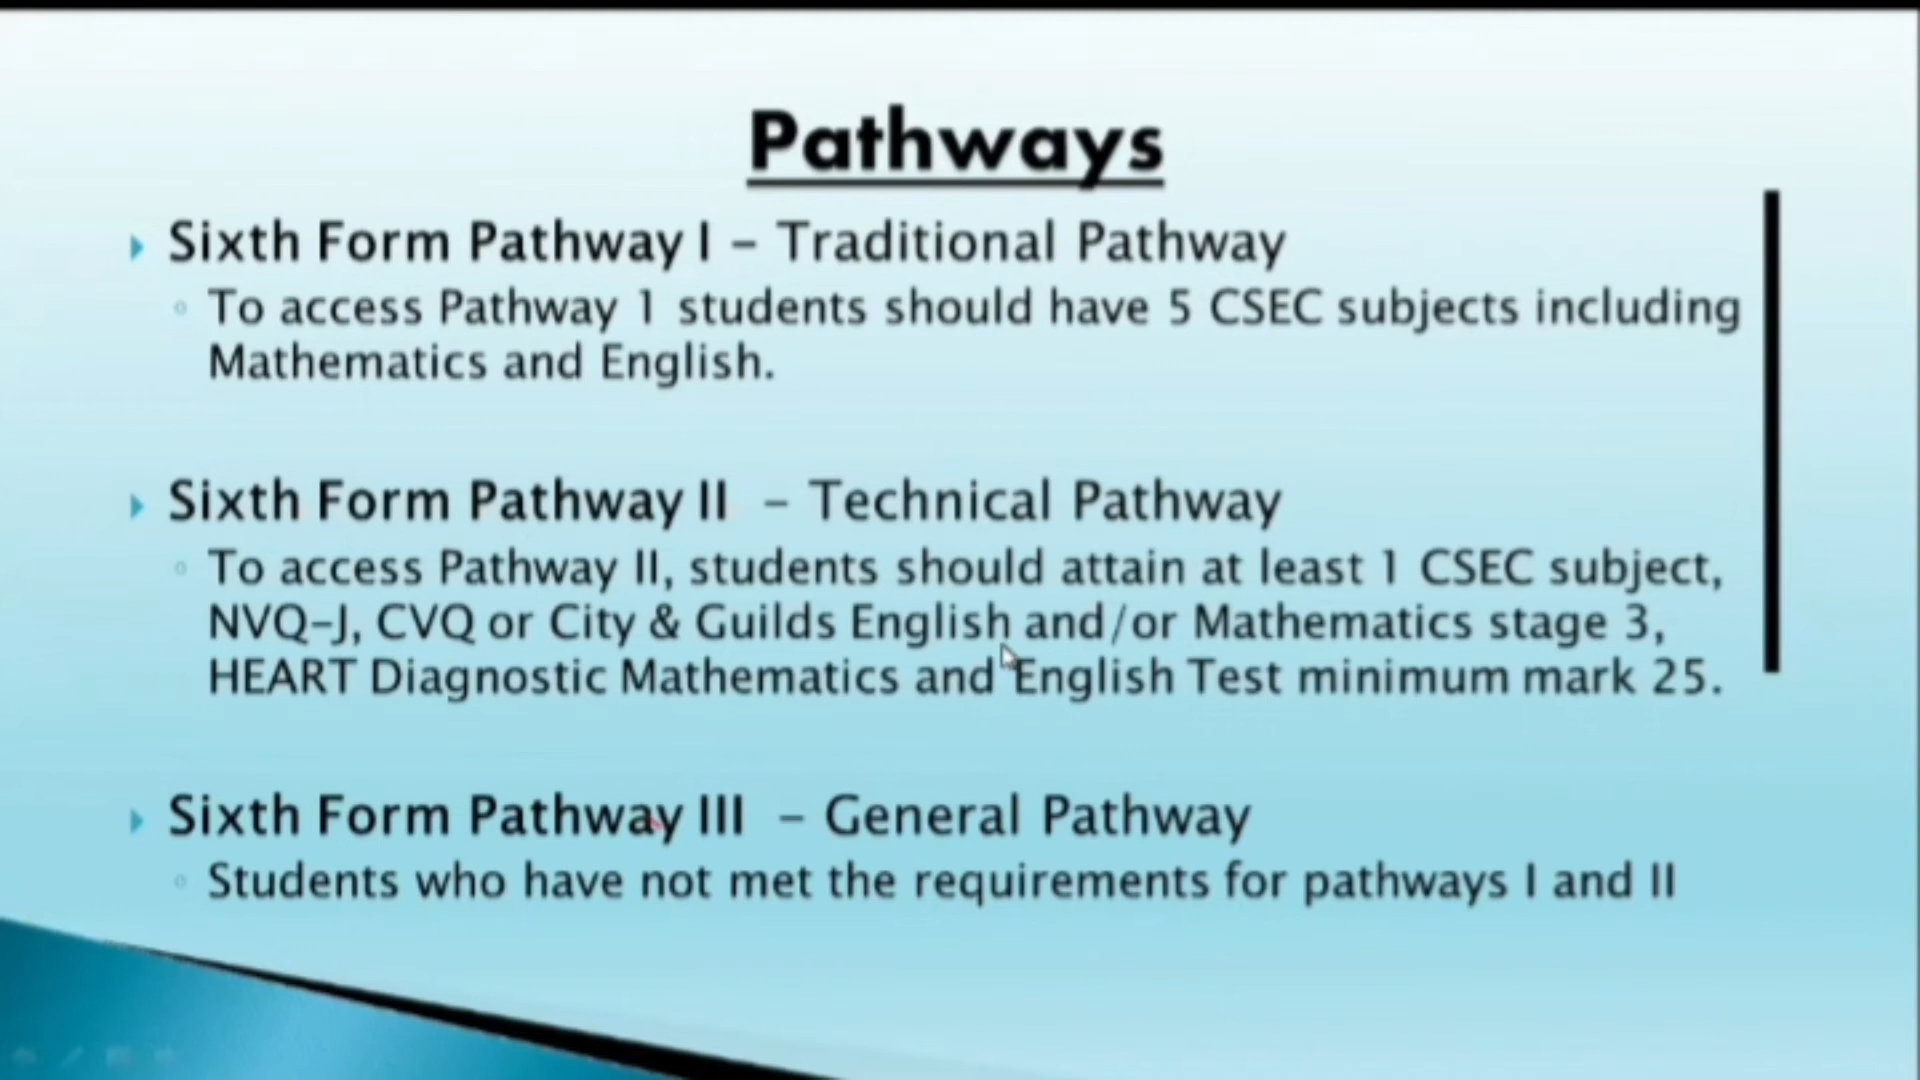 Pathways
Sixth Form Pathway I – Traditional Pathway
To access Pathway 1 students should have 5 CSEC subjects including
Mathematics and English.
Sixth Form Pathway II – Technical Pathway
To access Pathway II, students should attain at least 1 CSEC subject,
NVQ-J, CVQ or City & Guilds English and/or Mathematics stage 3,
HEART Diagnostic Mathematics and English Test minimum mark 25.
Sixth Form Pathway III – General Pathway
Students who have not met the requirements for pathways I and II